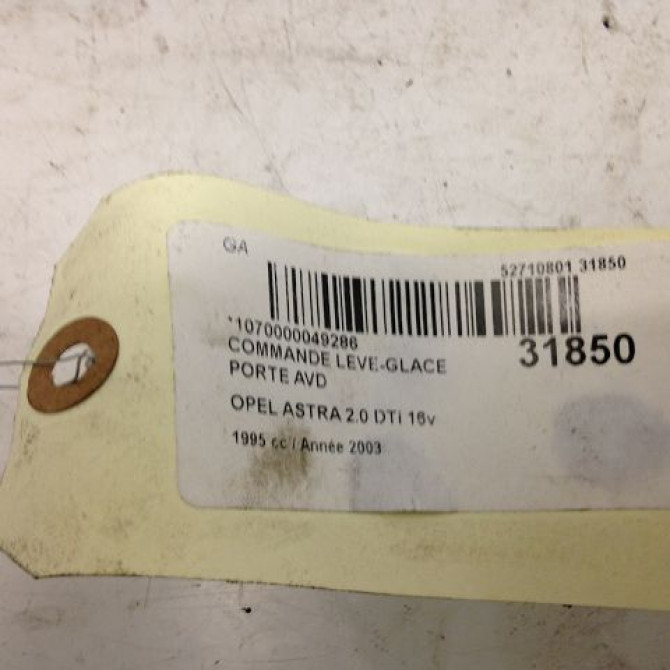 GA
52710801 31850
*1070000049286
31850
COMMANDE LEVE-GLACE
PORTE AVD
OPEL ASTRA 2.0 DTi 16v
1995 cc / Année 2003